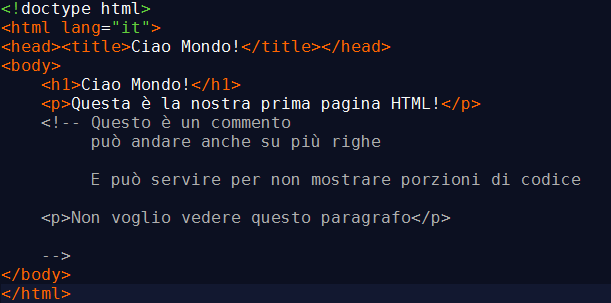 <!doctype html>
<html lang="it">
<head><title>Ciao Mondo!</title></head>
<body>
    <h1>Ciao Mondo!</h1>
    <p>Questa è la nostra prima pagina HTML!</p>
    <!-- Questo è un commento
         può andare anche su più righe

         E può servire per non mostrare porzioni di codice

    <p>Non voglio vedere questo paragrafo</p>

    -->
</body>
</html>